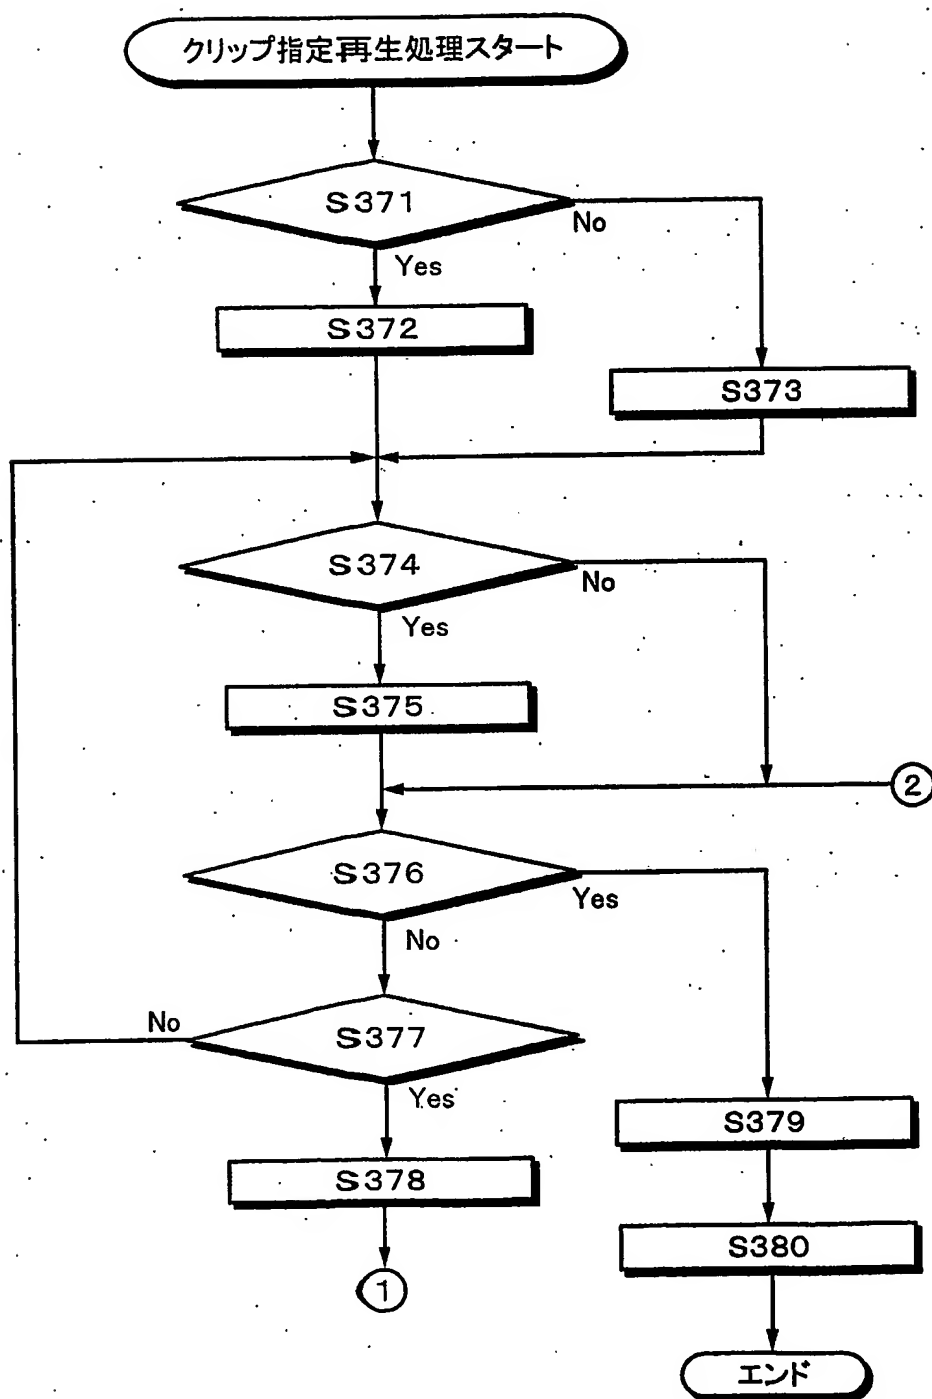 クリップ指定再生処理スタート
S371
No
Yes
S372
S373
S374
No
Yes
S375
2
S376
Yes
No
S377
No
Yes
S379
S378
S380
1
エンド